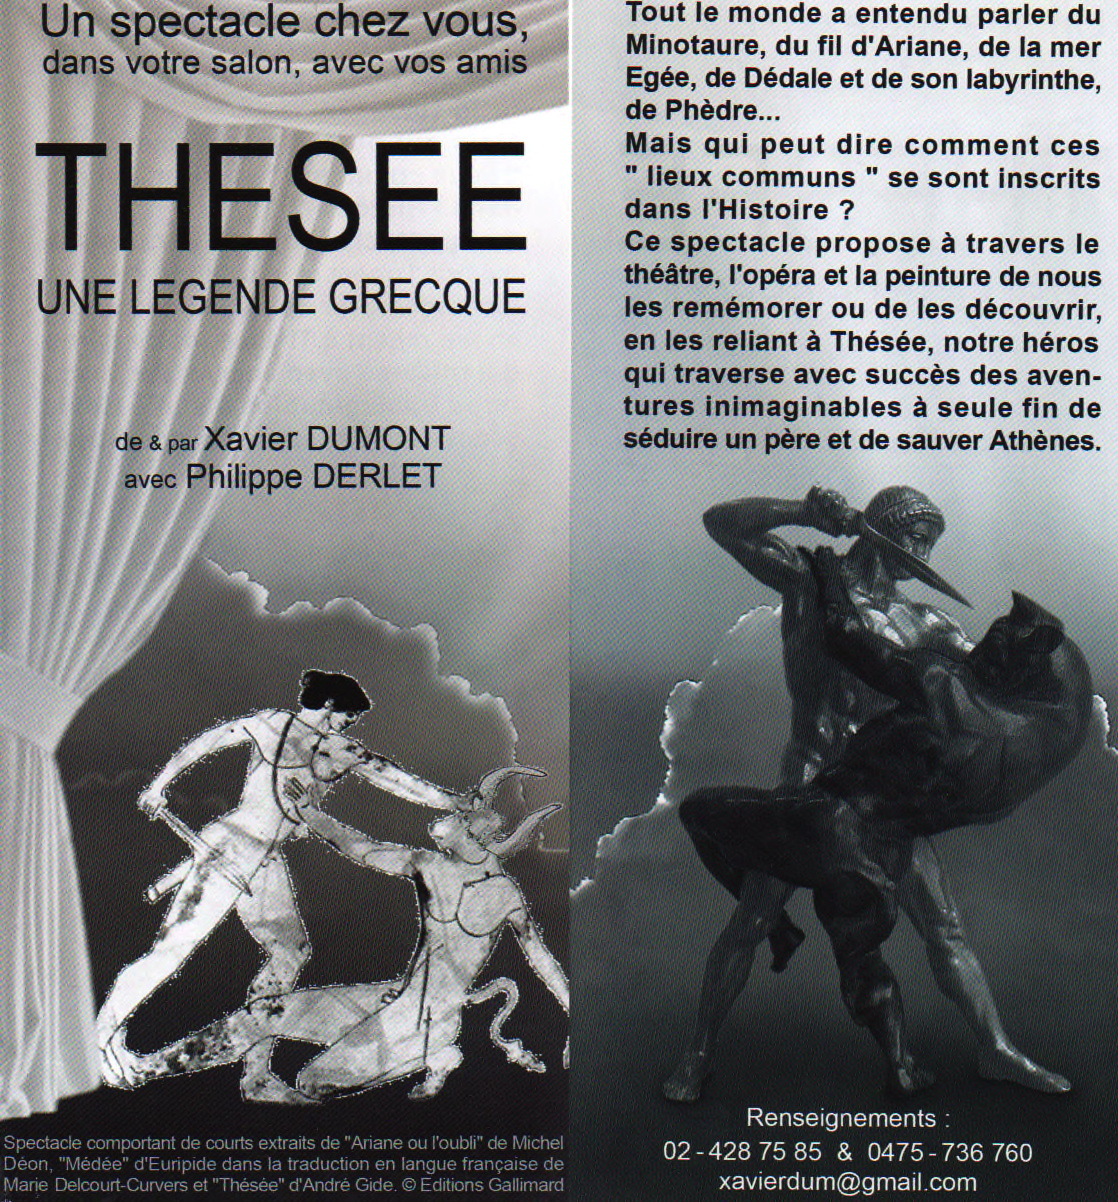 Un spectacle chez vous,
dans votre salon, avec vos amis
THESEE
UNE LEGENDE GRECQUE
de & par Xavier DUMONT
avec Philippe DERLET
Spectacle comportant de courts extraits de "Ariane ou l'oubli" de Michel
Déon, "Médée" d'Euripide dans la traduction en langue française de
Marie Delcourt-Curvers et "Thésée" d'André Gide. © Editions Gallimard
Tout le monde a entendu parler du
Minotaure, du fil d'Ariane, de la mer
Egée, de Dédale et de son labyrinthe,
de Phèdre...
Mais qui peut dire comment ces
" lieux communs " se sont inscrits
dans l'Histoire ?
Ce spectacle propose à travers le
théâtre, l'opéra et la peinture de nous
les remémorer ou de les découvrir,
en les reliant à Thésée, notre héros
qui traverse avec succès des aven-
tures inimaginables à seule fin de
séduire un père et de sauver Athènes.
Renseignements :
02 - 428 75 85 & 0475 - 736 760
xavierdum@gmail.com